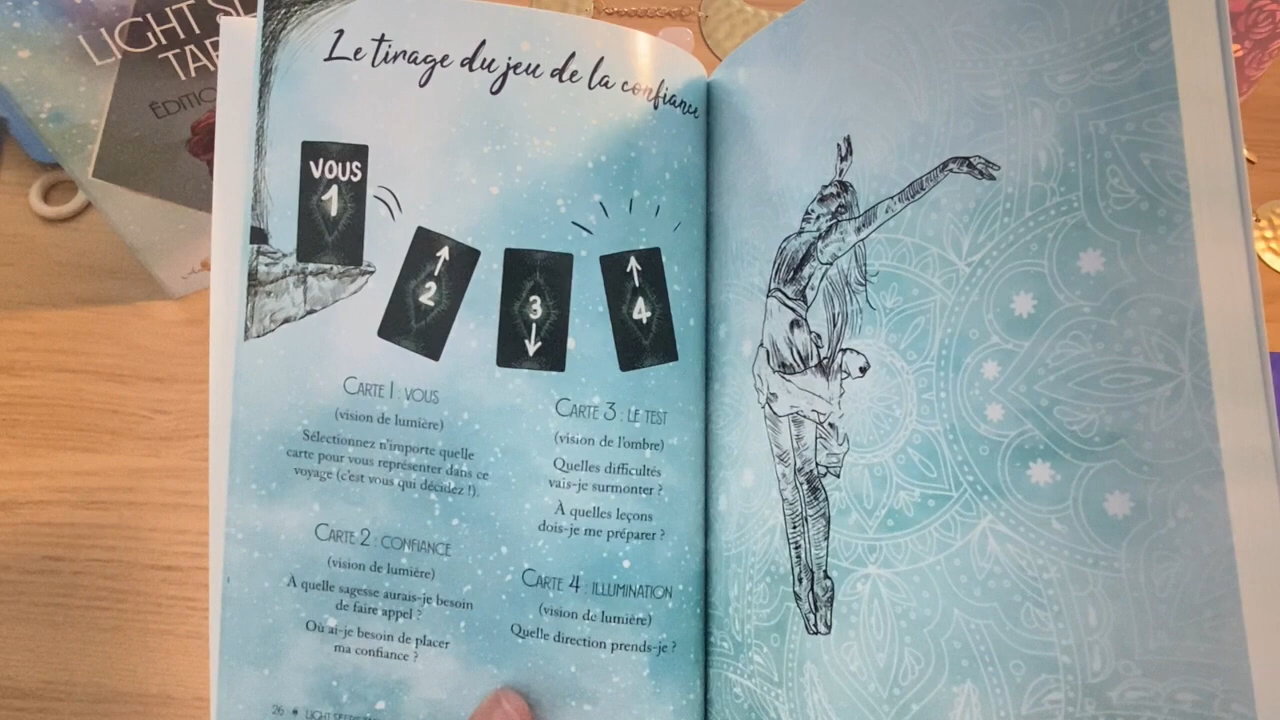 LIGHT SE
TAR
ÉDITIO
Le tirage du jeu de la confiance
VOUS
1
2
3
4
CARTE 1 : VOUS
(vision de lumière)
Sélectionnez n'importe quelle
carte pour vous représenter dans ce
voyage (c'est vous qui décidez !).
CARTE 2 : CONFIANCE
(vision de lumière)
À quelle sagesse aurais-je besoin
de faire appel ?
Où ai-je besoin de placer
ma confiance ?
CARTE 3 : LE TEST
(vision de l'ombre)
Quelles difficultés
vais-je surmonter ?
À quelles leçons
dois-je me préparer ?
CARTE 4 : ILLUMINATION
(vision de lumière)
Quelle direction prends-je ?
26 LIGHT SEER'S